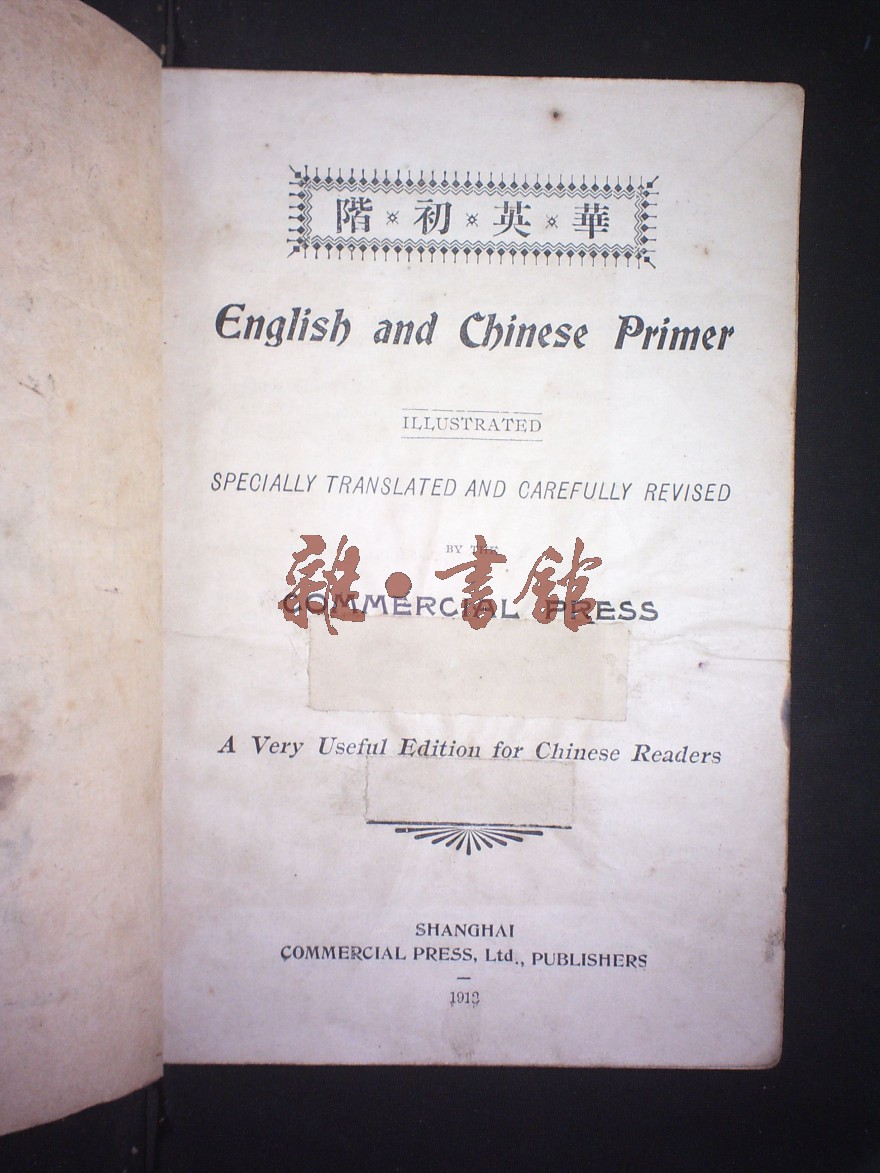 華英初階
English and Chinese Primer
ILLUSTRATED
SPECIALLY TRANSLATED AND CAREFULLY REVISED
BY THE
COMMERCIAL PRESS
雜·書館
A Very Useful Edition for Chinese Readers
SHANGHAI
COMMERCIAL PRESS, Ltd., PUBLISHERS